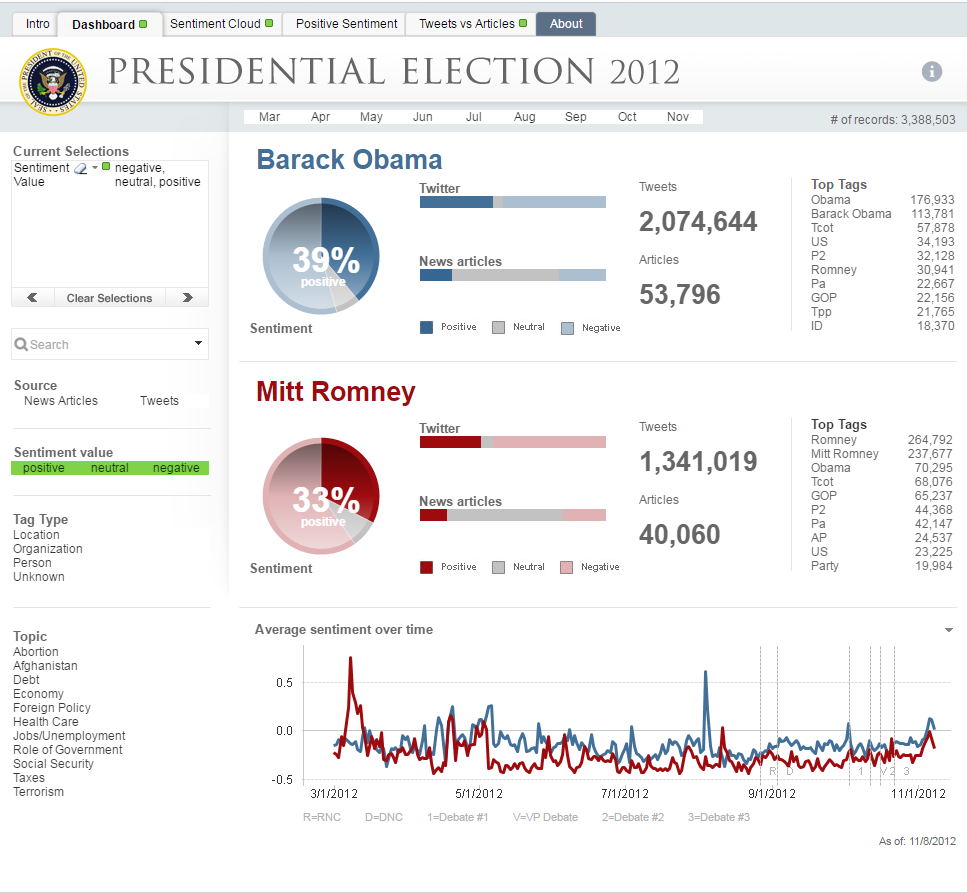 Intro Dashboard Sentiment Cloud Positive Sentiment Tweets vs Articles About
PRESIDENTIAL ELECTION 2012
Mar Apr May Jun Jul Aug Sep Oct Nov
# of records: 3,388,503
Current Selections
Sentiment negative,
Value neutral, positive
Clear Selections
Search
Source
News Articles Tweets
Sentiment value
positive neutral negative
Tag Type
Location
Organization
Person
Unknown
Topic
Abortion
Afghanistan
Debt
Economy
Foreign Policy
Health Care
Jobs/Unemployment
Role of Government
Social Security
Taxes
Terrorism
Barack Obama
39%
positive
Sentiment
Twitter
News articles
Positive Neutral Negative
Tweets
2,074,644
Articles
53,796
Top Tags
Obama 176,933
Barack Obama 113,781
Tcot 57,878
US 34,193
P2 32,128
Romney 30,941
Pa 22,667
GOP 22,156
Tpp 21,765
ID 18,370
Mitt Romney
33%
positive
Sentiment
Twitter
News articles
Positive Neutral Negative
Tweets
1,341,019
Articles
40,060
Top Tags
Romney 264,792
Mitt Romney 237,677
Obama 70,295
Tcot 68,076
GOP 65,237
P2 44,368
Pa 42,147
AP 24,537
US 23,225
Party 19,984
Average sentiment over time
0.5
0.0
-0.5
R D 1 V 2 3
3/1/2012 5/1/2012 7/1/2012 9/1/2012 11/1/2012
R=RNC D=DNC 1=Debate #1 V=VP Debate 2=Debate #2 3=Debate #3
As of: 11/8/2012